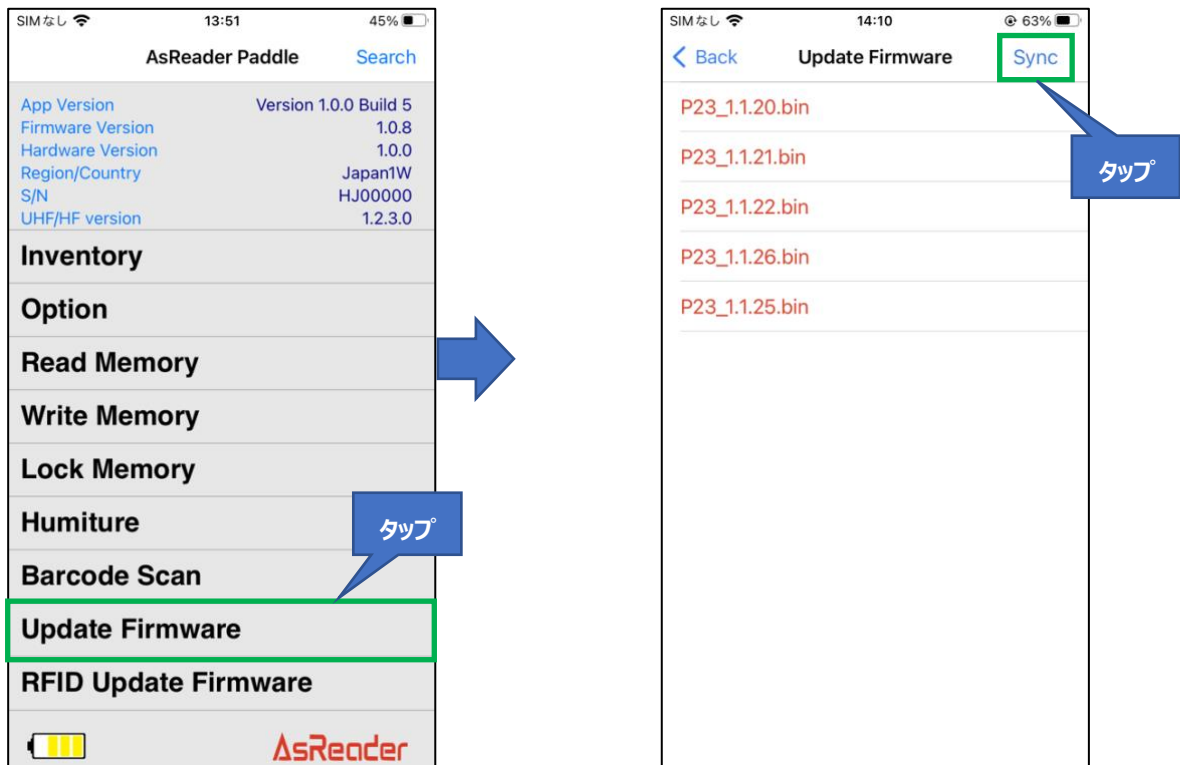 SIMなし 13:51 45%
AsReader Paddle Search
App Version Version 1.0.0 Build 5
Firmware Version 1.0.8
Hardware Version 1.0.0
Region/Country Japan1W
S/N HJ00000
UHF/HF version 1.2.3.0
Inventory
Option
Read Memory
Write Memory
Lock Memory
Humiture
タップ
Barcode Scan
Update Firmware
RFID Update Firmware
AsReader
SIMなし 14:10 63%
Back Update Firmware Sync
P23_1.1.20.bin
P23_1.1.21.bin
タップ
P23_1.1.22.bin
P23_1.1.26.bin
P23_1.1.25.bin